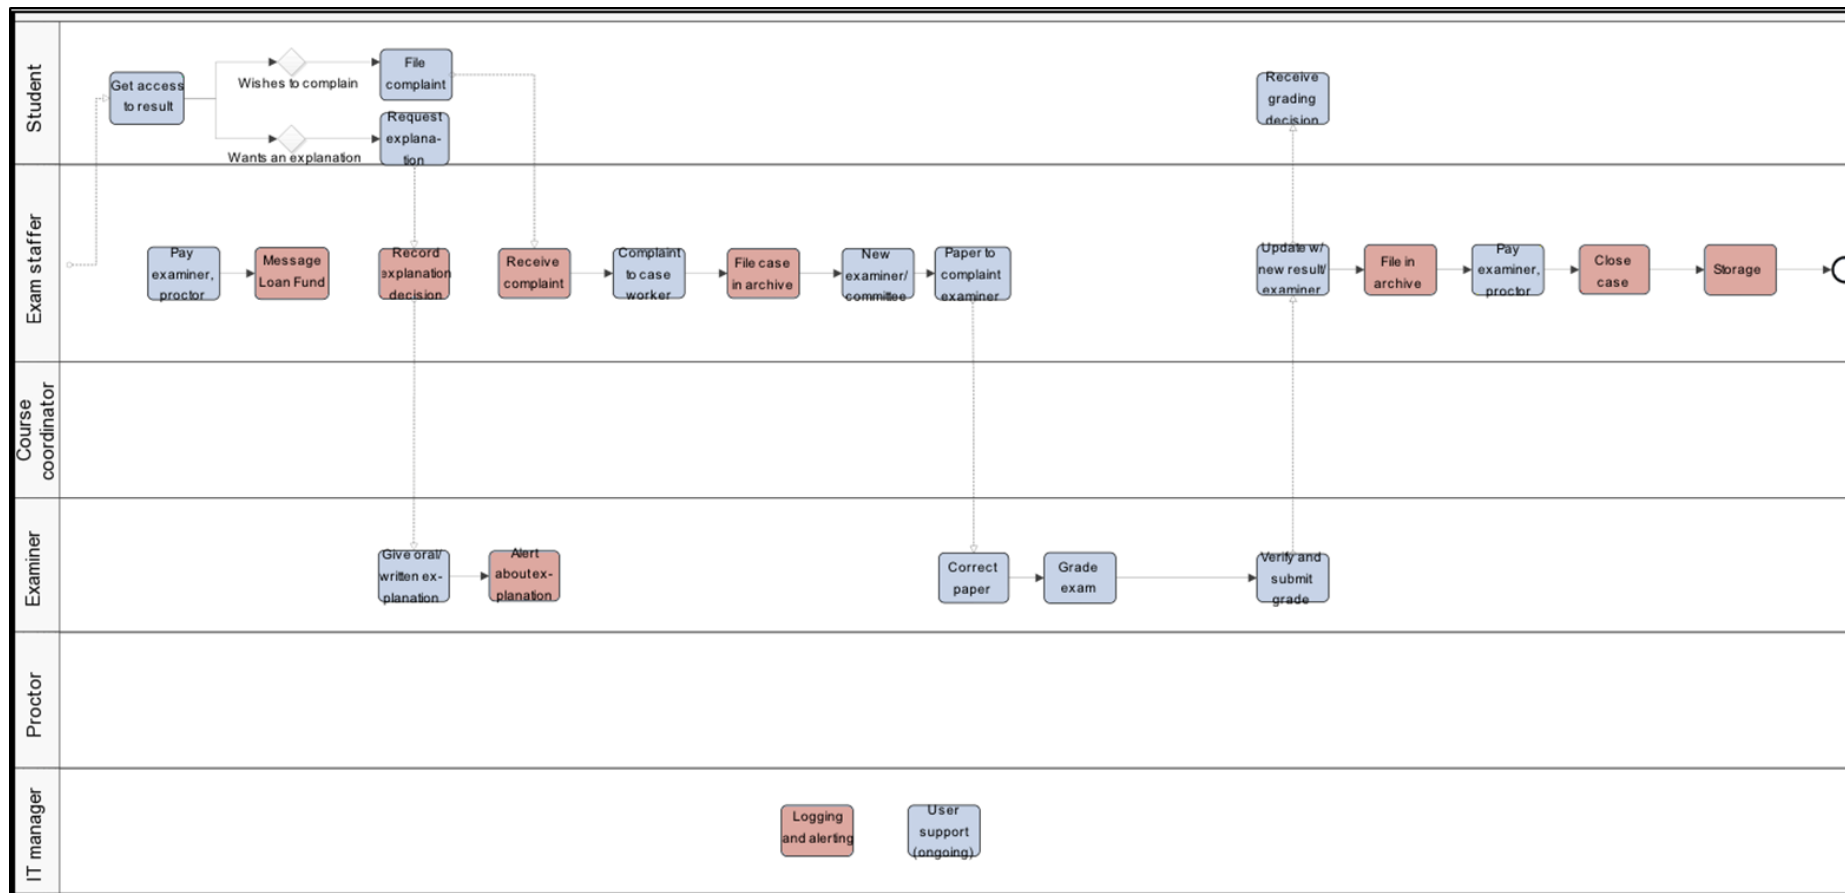 Student
Get access
to result
Wishes to complain
Wants an explanation
File
complaint
Request
explana-
tion
Receive
grading
decision
Exam staffer
Pay
examiner,
proctor
Message
Loan Fund
Record
explanation
decision
Receive
complaint
Complaint
to case
worker
File case
in archive
New
examiner/
committee
Paper to
complaint
examiner
Update w/
new result/
examiner
File in
archive
Pay
examiner,
proctor
Close
case
Storage
Course
coordinator
Examiner
Give oral/
written ex-
planation
Alert
about ex-
planation
Correct
paper
Grade
exam
Verify and
submit
grade
Proctor
IT manager
Logging
and alerting
User
support
(ongoing)